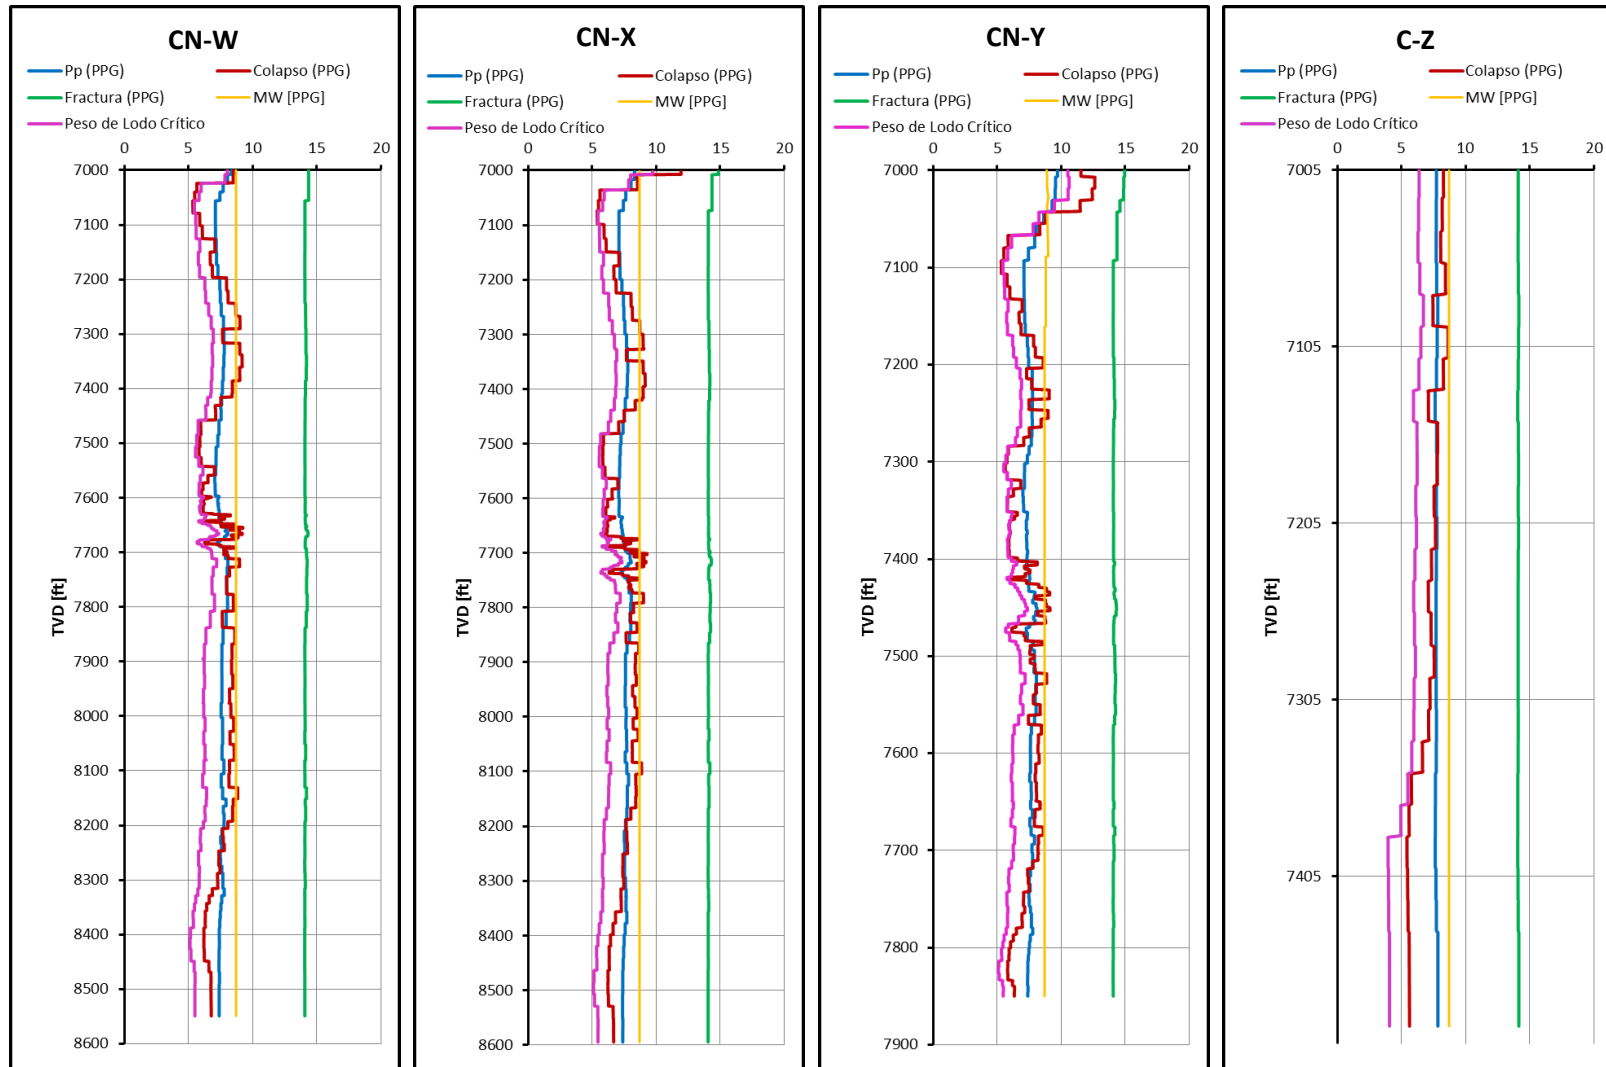 CN-W
Pp (PPG) Colapso (PPG)
Fractura (PPG) MW [PPG]
Peso de Lodo Crítico
0 5 10 15 20
7000
7100
7200
7300
7400
7500
7600
7700
7800
7900
8000
8100
8200
8300
8400
8500
8600
TVD [ft]
CN-X
Pp (PPG) Colapso (PPG)
Fractura (PPG) MW [PPG]
Peso de Lodo Crítico
0 5 10 15 20
7000
7100
7200
7300
7400
7500
7600
7700
7800
7900
8000
8100
8200
8300
8400
8500
8600
TVD [ft]
CN-Y
Pp (PPG) Colapso (PPG)
Fractura (PPG) MW [PPG]
Peso de Lodo Crítico
0 5 10 15 20
7000
7100
7200
7300
7400
7500
7600
7700
7800
7900
TVD [ft]
C-Z
Pp (PPG) Colapso (PPG)
Fractura (PPG) MW [PPG]
Peso de Lodo Crítico
0 5 10 15 20
7005
7105
7205
7305
7405
TVD [ft]